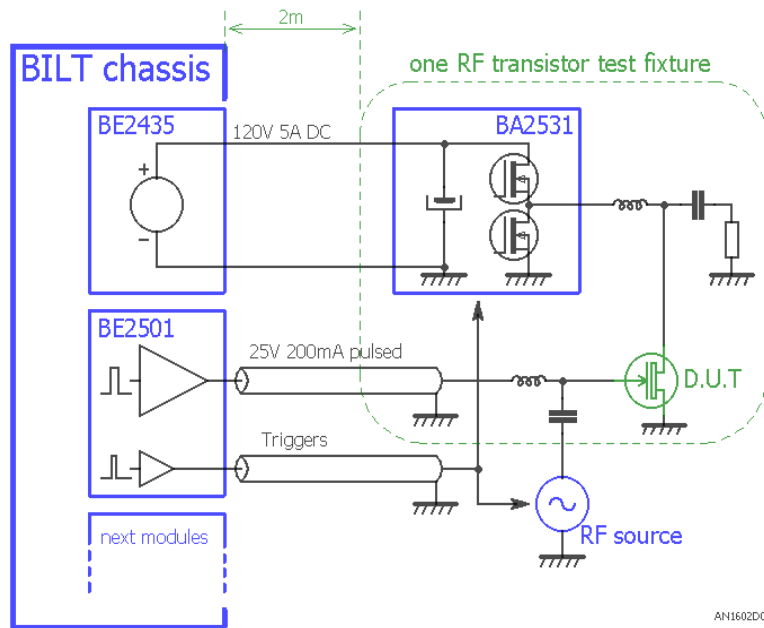 2m
BILT chassis
one RF transistor test fixture
BE2435
120V 5A DC
BA2531
+
−
BE2501
25V 200mA pulsed
D.U.T
Triggers
next modules
RF source